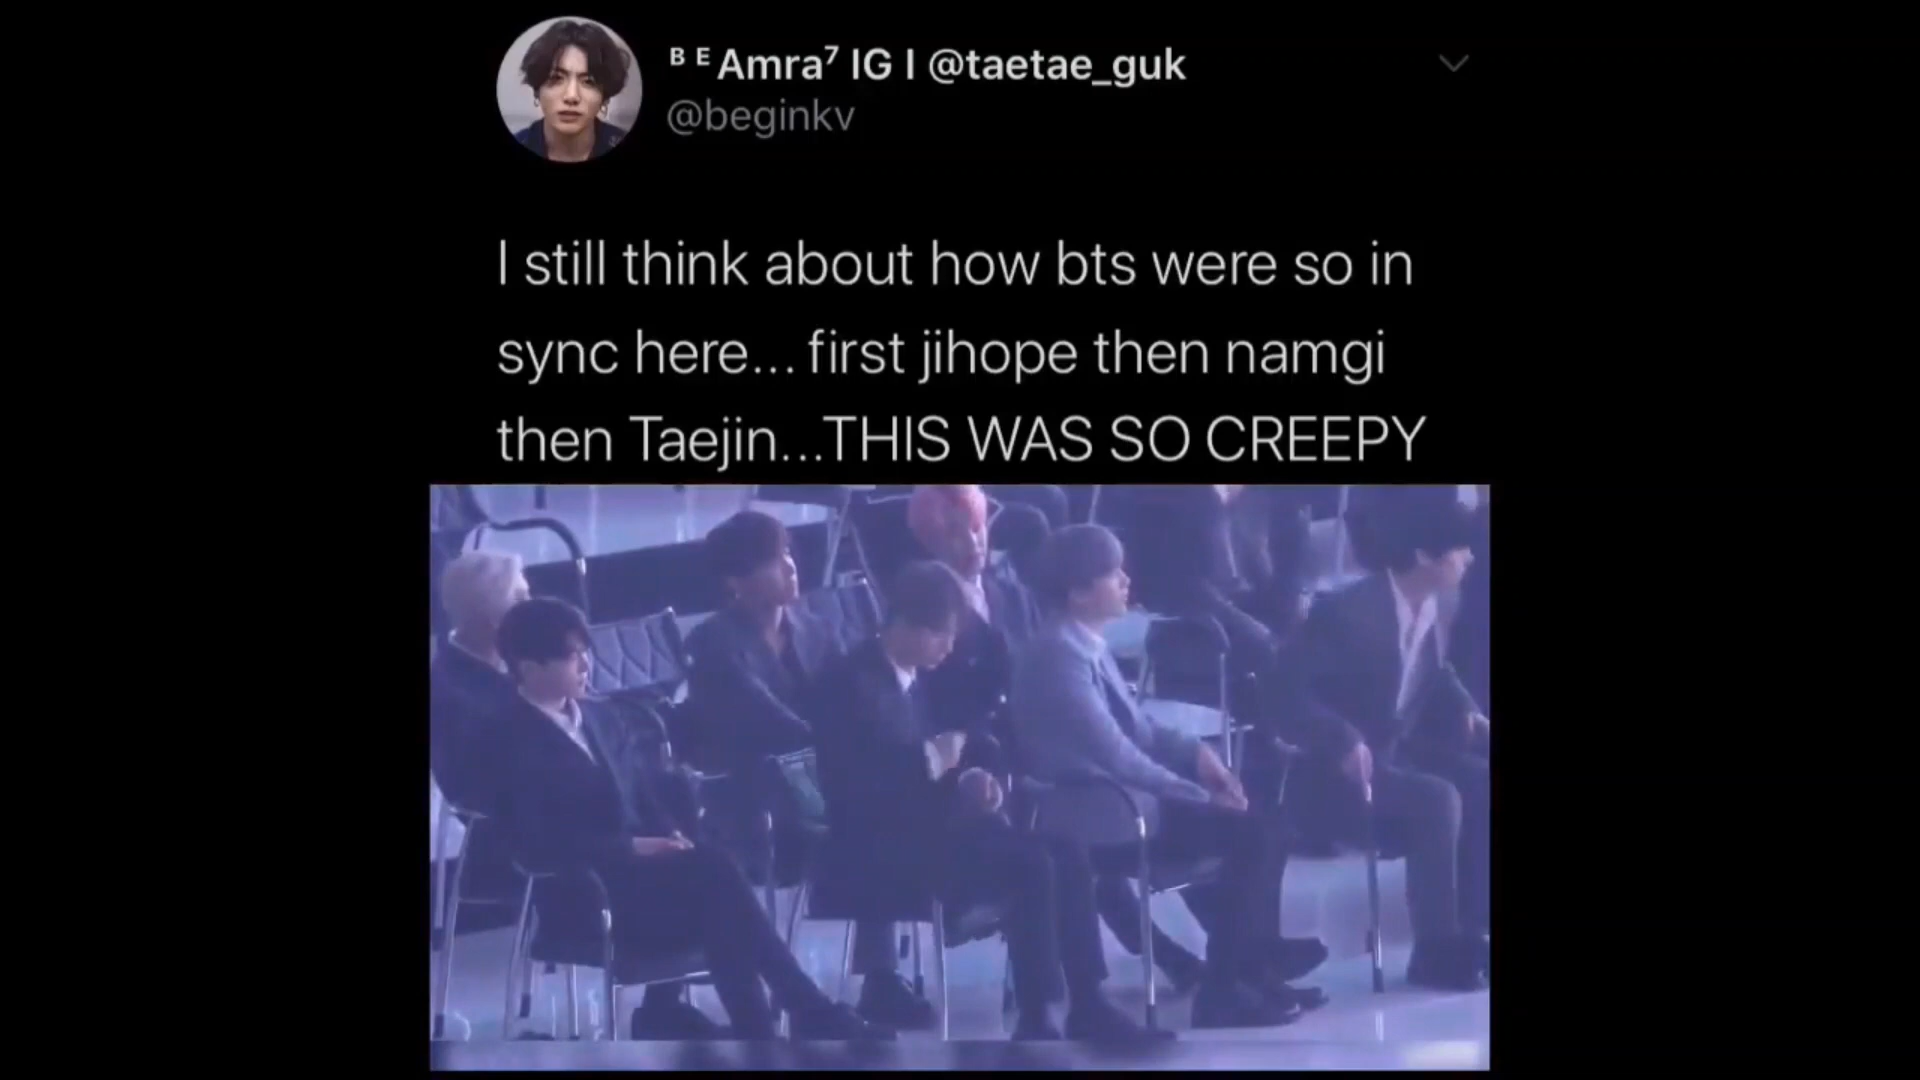 ᴮ ᴱ Amra⁷ IG I @taetae_guk
@beginkv
I still think about how bts were so in
sync here... first jihope then namgi
then Taejin...THIS WAS SO CREEPY